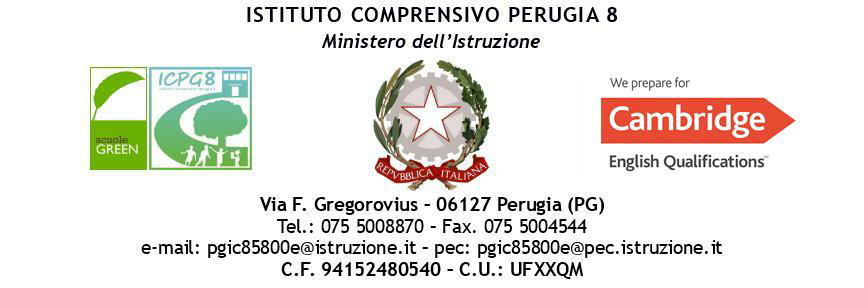 ISTITUTO COMPRENSIVO PERUGIA 8
Ministero dell'Istruzione
scuole
GREEN
ICPG8
REPVBBLICA ITALIANA
We prepare for
Cambridge
English Qualifications™
Via F. Gregorovius – 06127 Perugia (PG)
Tel.: 075 5008870 – Fax. 075 5004544
e-mail: pgic85800e@istruzione.it – pec: pgic85800e@pec.istruzione.it
C.F. 94152480540 – C.U.: UFXXQM